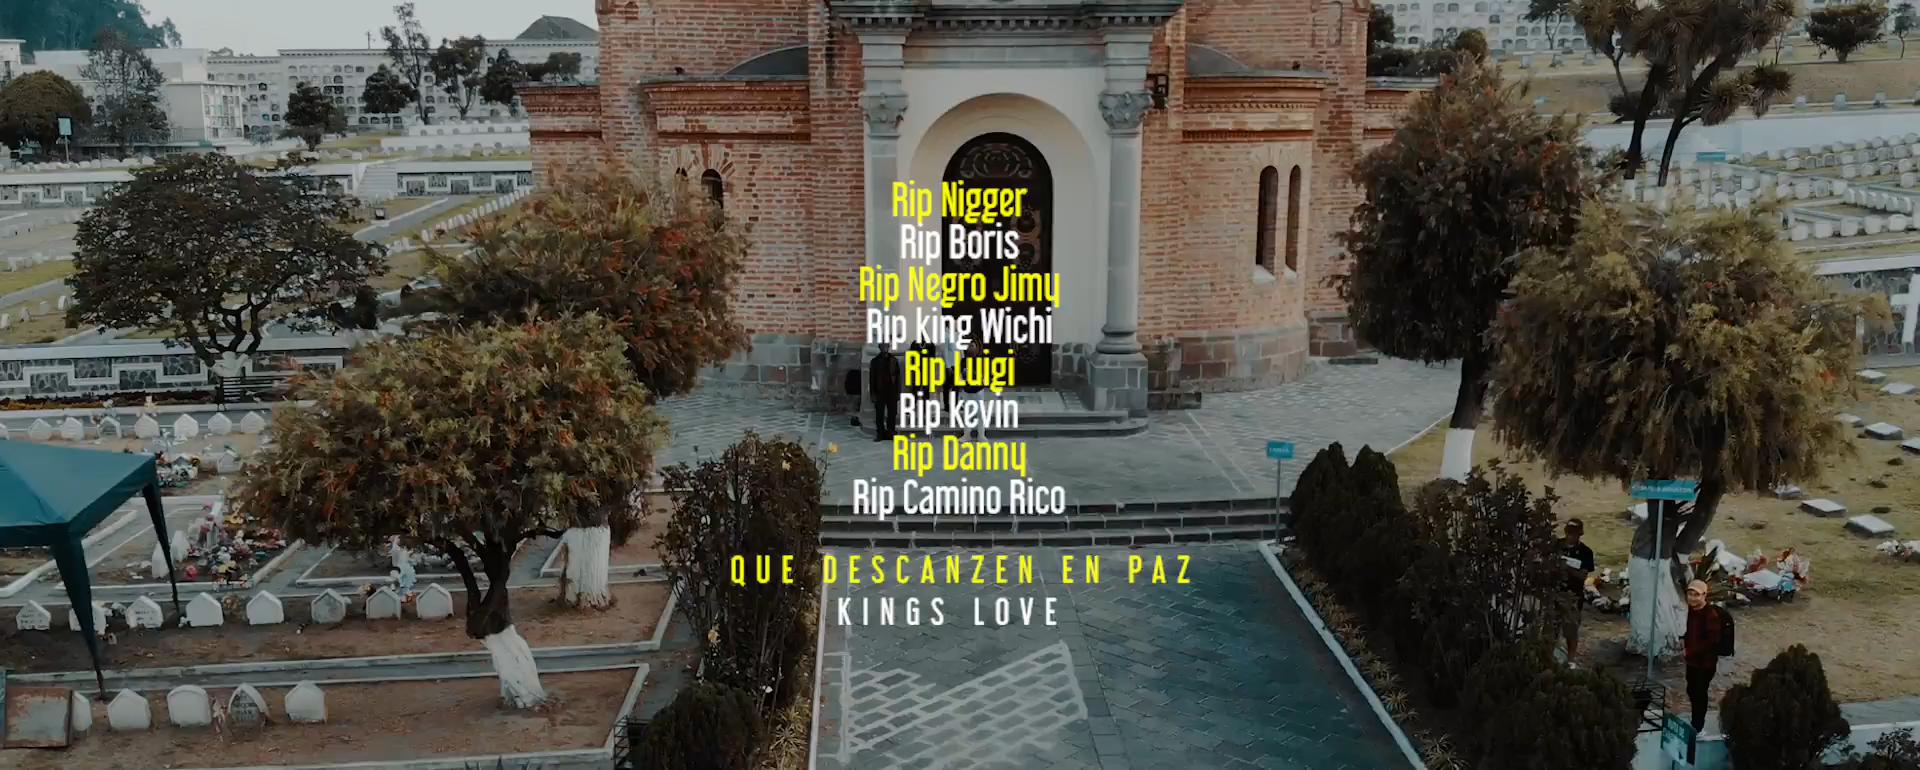 Rip Nigger
Rip Boris
Rip Negro Jimy
Rip king Wichi
Rip Luigi
Rip kevin
Rip Danny
Rip Camino Rico
QUE DESCANZEN EN PAZ
KINGS LOVE